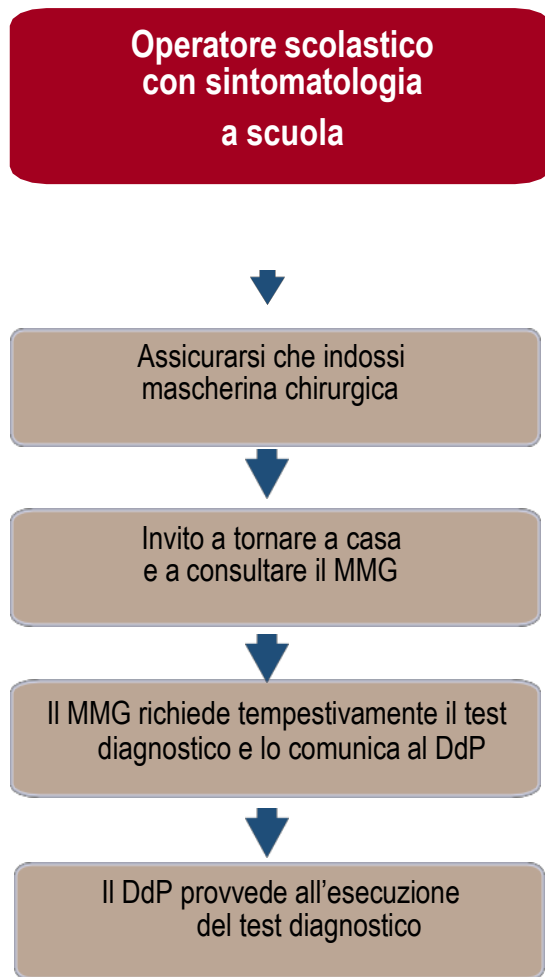 Operatore scolastico
con sintomatologia
a scuola
Assicurarsi che indossi
mascherina chirurgica
Invito a tornare a casa
e a consultare il MMG
Il MMG richiede tempestivamente il test
diagnostico e lo comunica al DdP
Il DdP provvede all'esecuzione
del test diagnostico